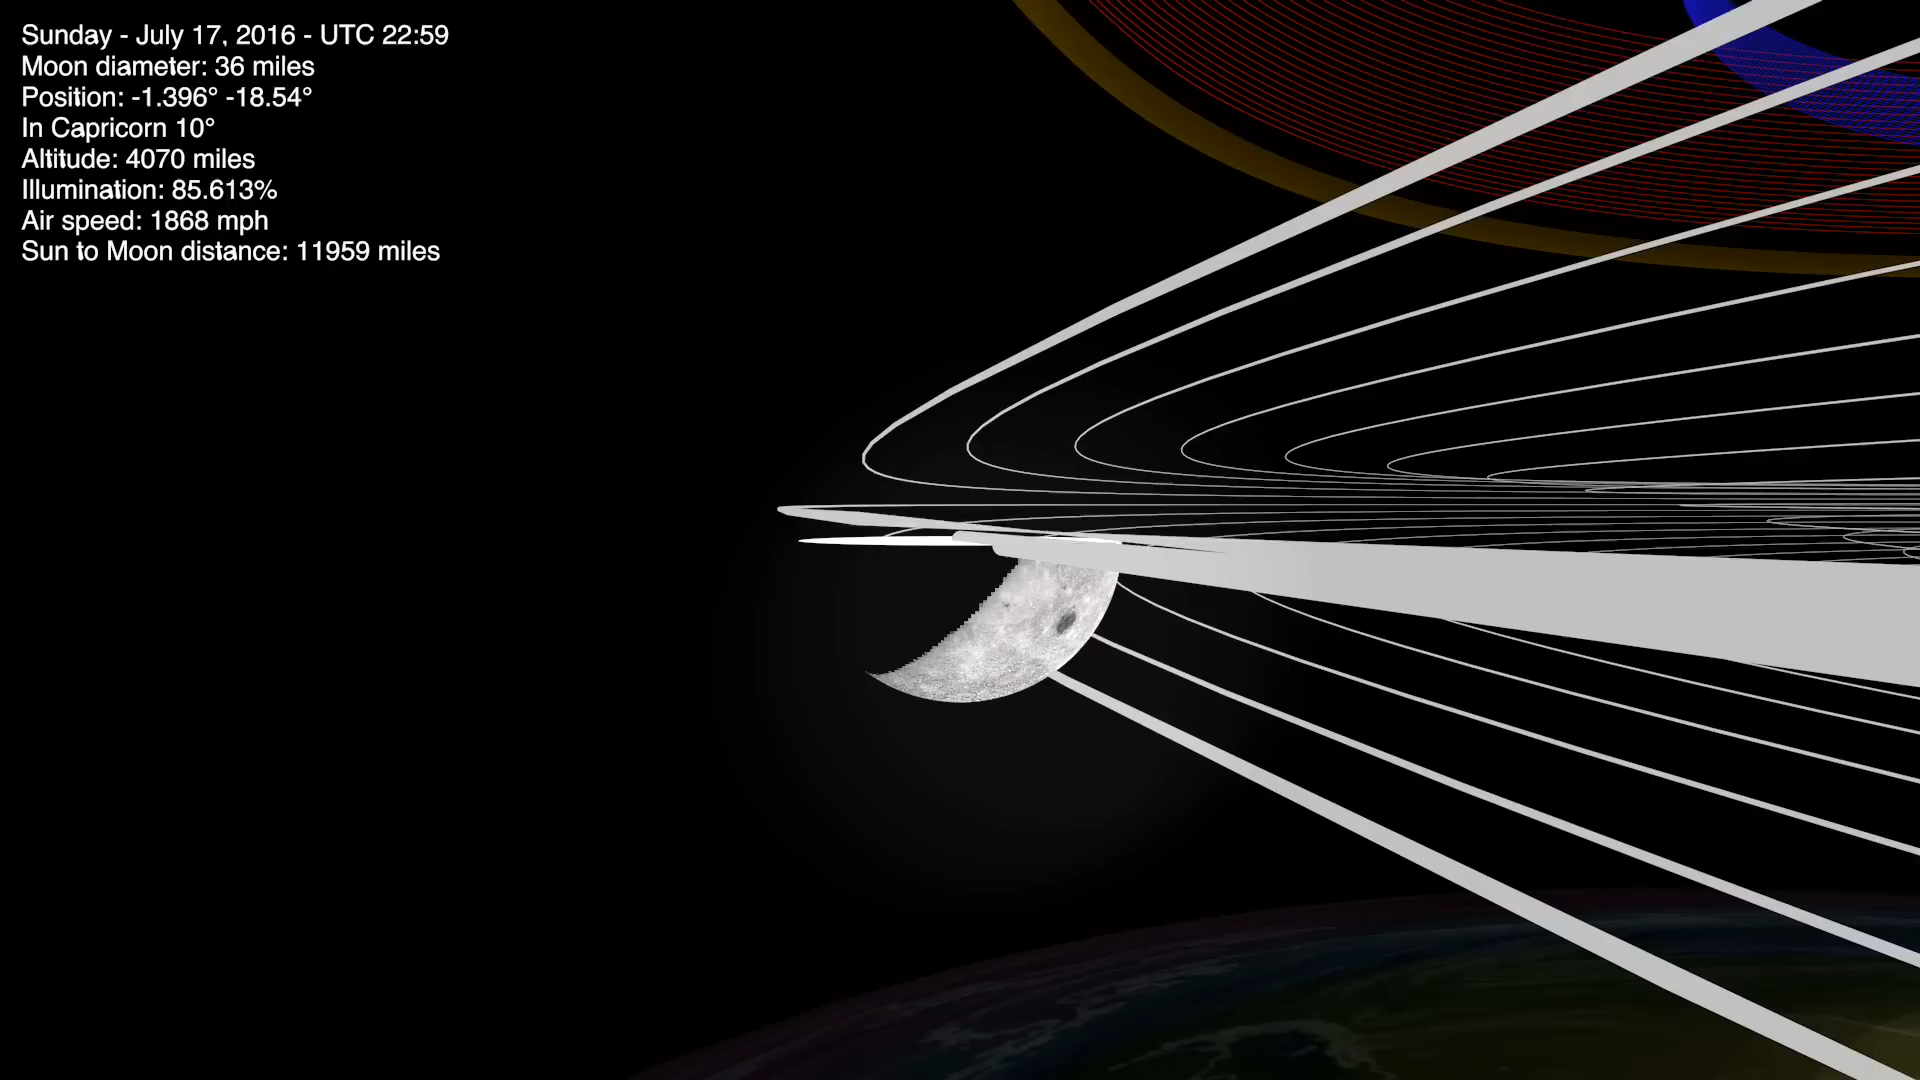 Sunday - July 17, 2016 - UTC 22:59
Moon diameter: 36 miles
Position: -1.396° -18.54°
In Capricorn 10°
Altitude: 4070 miles
Illumination: 85.613%
Air speed: 1868 mph
Sun to Moon distance: 11959 miles